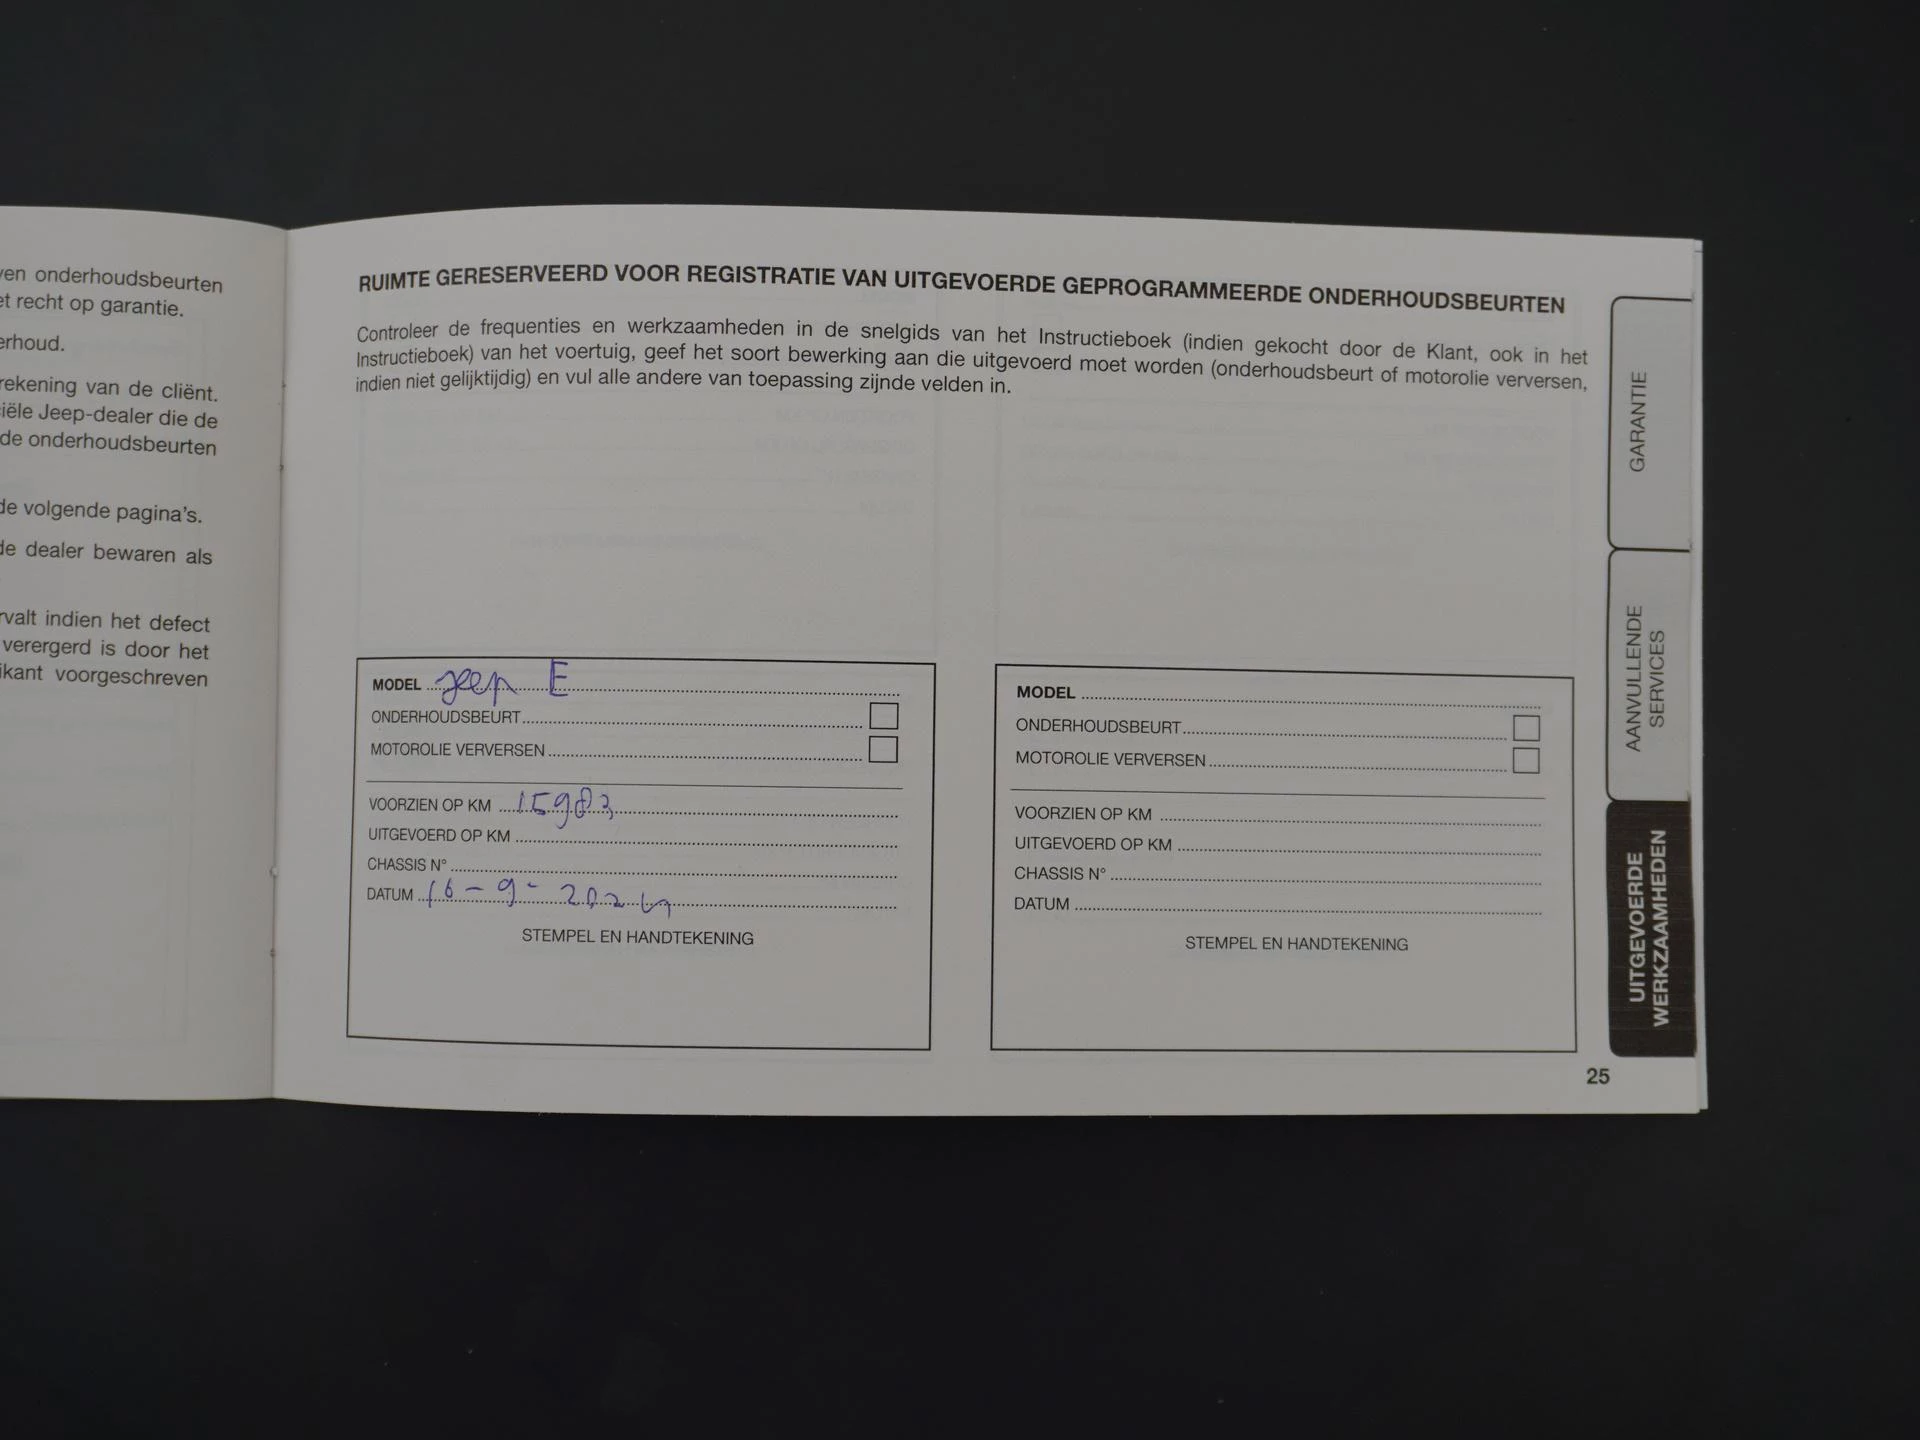 ven onderhoudsbeurten
et recht op garantie.
erhoud.
rekening van de cliënt.
ciële Jeep-dealer die de
de onderhoudsbeurten
de volgende pagina's.
de dealer bewaren als
rvalt indien het defect
verergerd is door het
ikant voorgeschreven
RUIMTE GERESERVEERD VOOR REGISTRATIE VAN UITGEVOERDE GEPROGRAMMEERDE ONDERHOUDSBEURTEN
Controleer de frequenties en werkzaamheden in de snelgids van het Instructieboek (indien gekocht door de Klant, ook in het
Instructieboek) van het voertuig, geef het soort bewerking aan die uitgevoerd moet worden (onderhoudsbeurt of motorolie verversen,
indien niet gelijktijdig) en vul alle andere van toepassing zijnde velden in.
MODEL jeep E
ONDERHOUDSBEURT
MOTOROLIE VERVERSEN
VOORZIEN OP KM 15983
UITGEVOERD OP KM
CHASSIS N°
DATUM 16-9-2024
STEMPEL EN HANDTEKENING
MODEL
ONDERHOUDSBEURT
MOTOROLIE VERVERSEN
VOORZIEN OP KM
UITGEVOERD OP KM
CHASSIS N°
DATUM
STEMPEL EN HANDTEKENING
GARANTIE
AANVULLENDE
SERVICES
UITGEVOERDE
WERKZAAMHEDEN
25